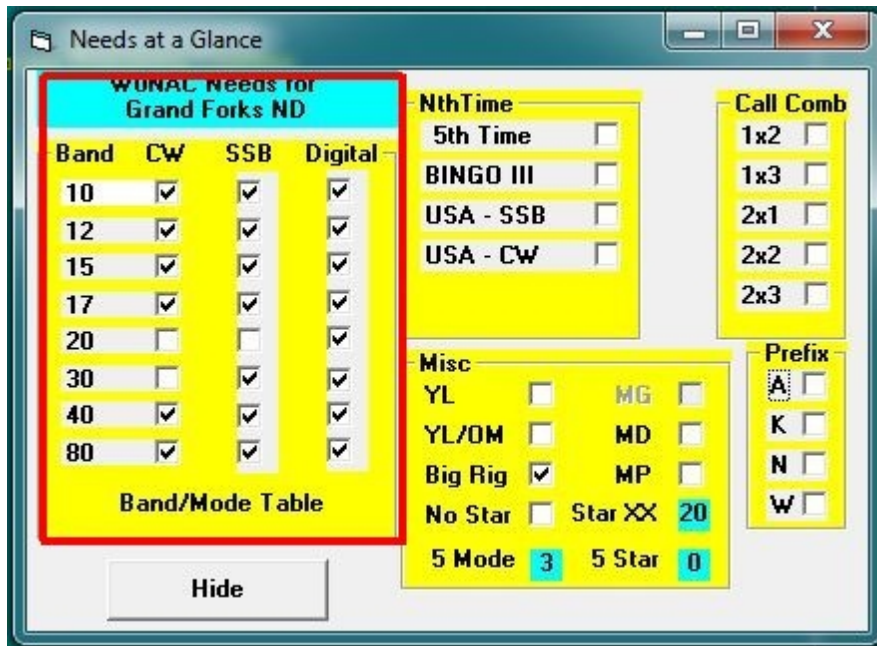 Needs at a Glance
W0NAC Needs for
Grand Forks ND
Band CW SSB Digital
10
12
15
17
20
30
40
80
Band/Mode Table
Hide
NthTime
5th Time
BINGO III
USA - SSB
USA - CW
Call Comb
1x2
1x3
2x1
2x2
2x3
Misc
YL MG
YL/OM MD
Big Rig MP
No Star Star XX 20
5 Mode 3 5 Star 0
Prefix
A
K
N
W